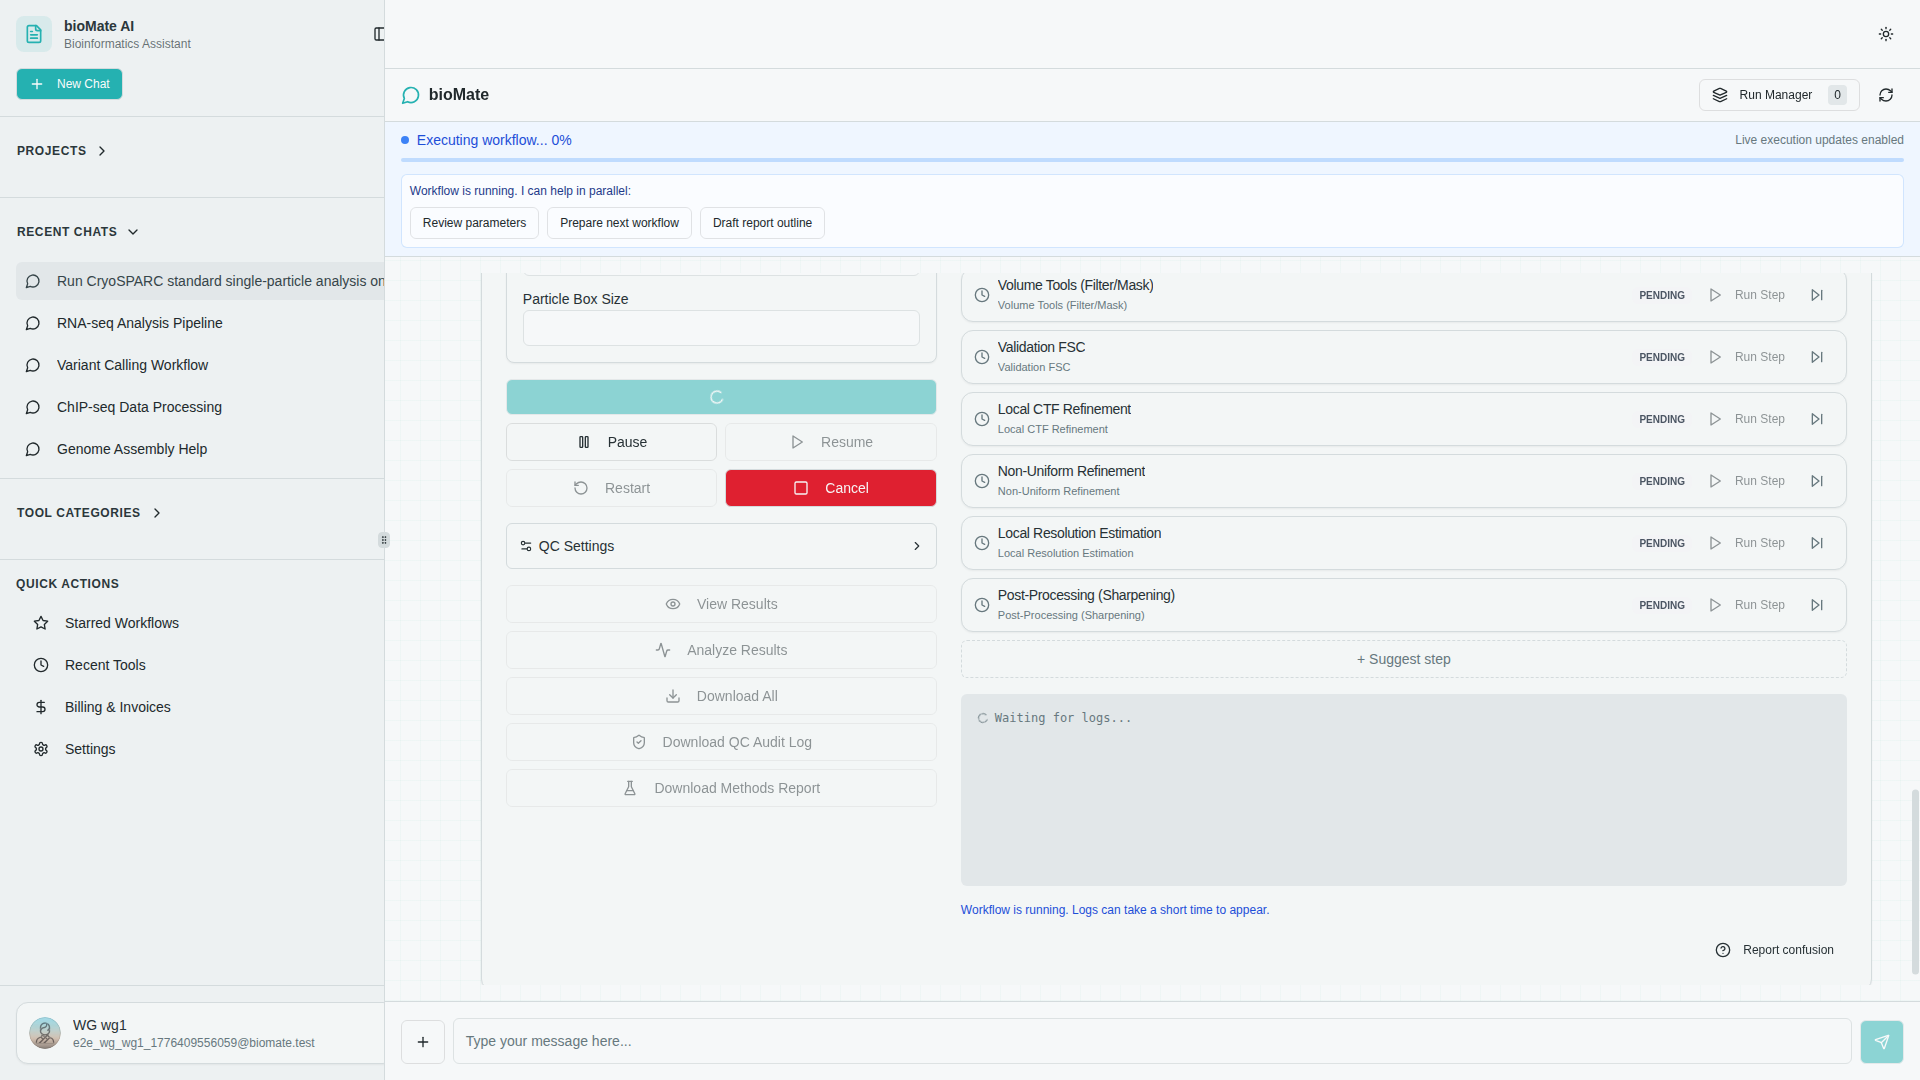 bioMate AI
Bioinformatics Assistant
New Chat
PROJECTS
RECENT CHATS
Run CryoSPARC standard single-particle analysis on
RNA-seq Analysis Pipeline
Variant Calling Workflow
ChIP-seq Data Processing
Genome Assembly Help
TOOL CATEGORIES
QUICK ACTIONS
Starred Workflows
Recent Tools
Billing & Invoices
Settings
WG wg1
e2e_wg_wg1_1776409556059@biomate.test
bioMate
Run Manager 0
Executing workflow... 0%
Live execution updates enabled
Workflow is running. I can help in parallel:
Review parameters
Prepare next workflow
Draft report outline
Particle Box Size
Pause
Resume
Restart
Cancel
QC Settings
View Results
Analyze Results
Download All
Download QC Audit Log
Download Methods Report
Volume Tools (Filter/Mask)
Volume Tools (Filter/Mask)
PENDING Run Step
Validation FSC
Validation FSC
PENDING Run Step
Local CTF Refinement
Local CTF Refinement
PENDING Run Step
Non-Uniform Refinement
Non-Uniform Refinement
PENDING Run Step
Local Resolution Estimation
Local Resolution Estimation
PENDING Run Step
Post-Processing (Sharpening)
Post-Processing (Sharpening)
PENDING Run Step
+ Suggest step
Waiting for logs...
Workflow is running. Logs can take a short time to appear.
Report confusion
Type your message here...